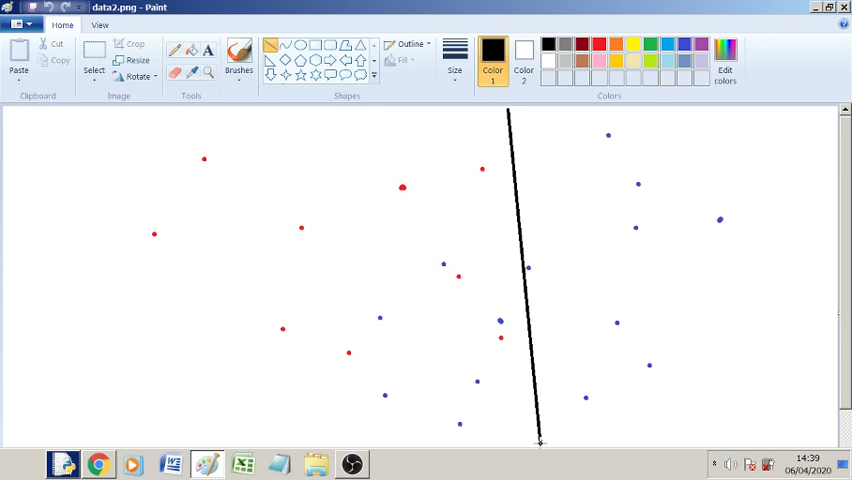 data2.png - Paint
Home View
Paste
Cut
Copy
Clipboard
Select
Crop
Resize
Rotate
Image
A
Tools
Brushes
Outline
Fill
Shapes
Size
Color
1
Color
2
Edit
colors
Colors
14:39
06/04/2020